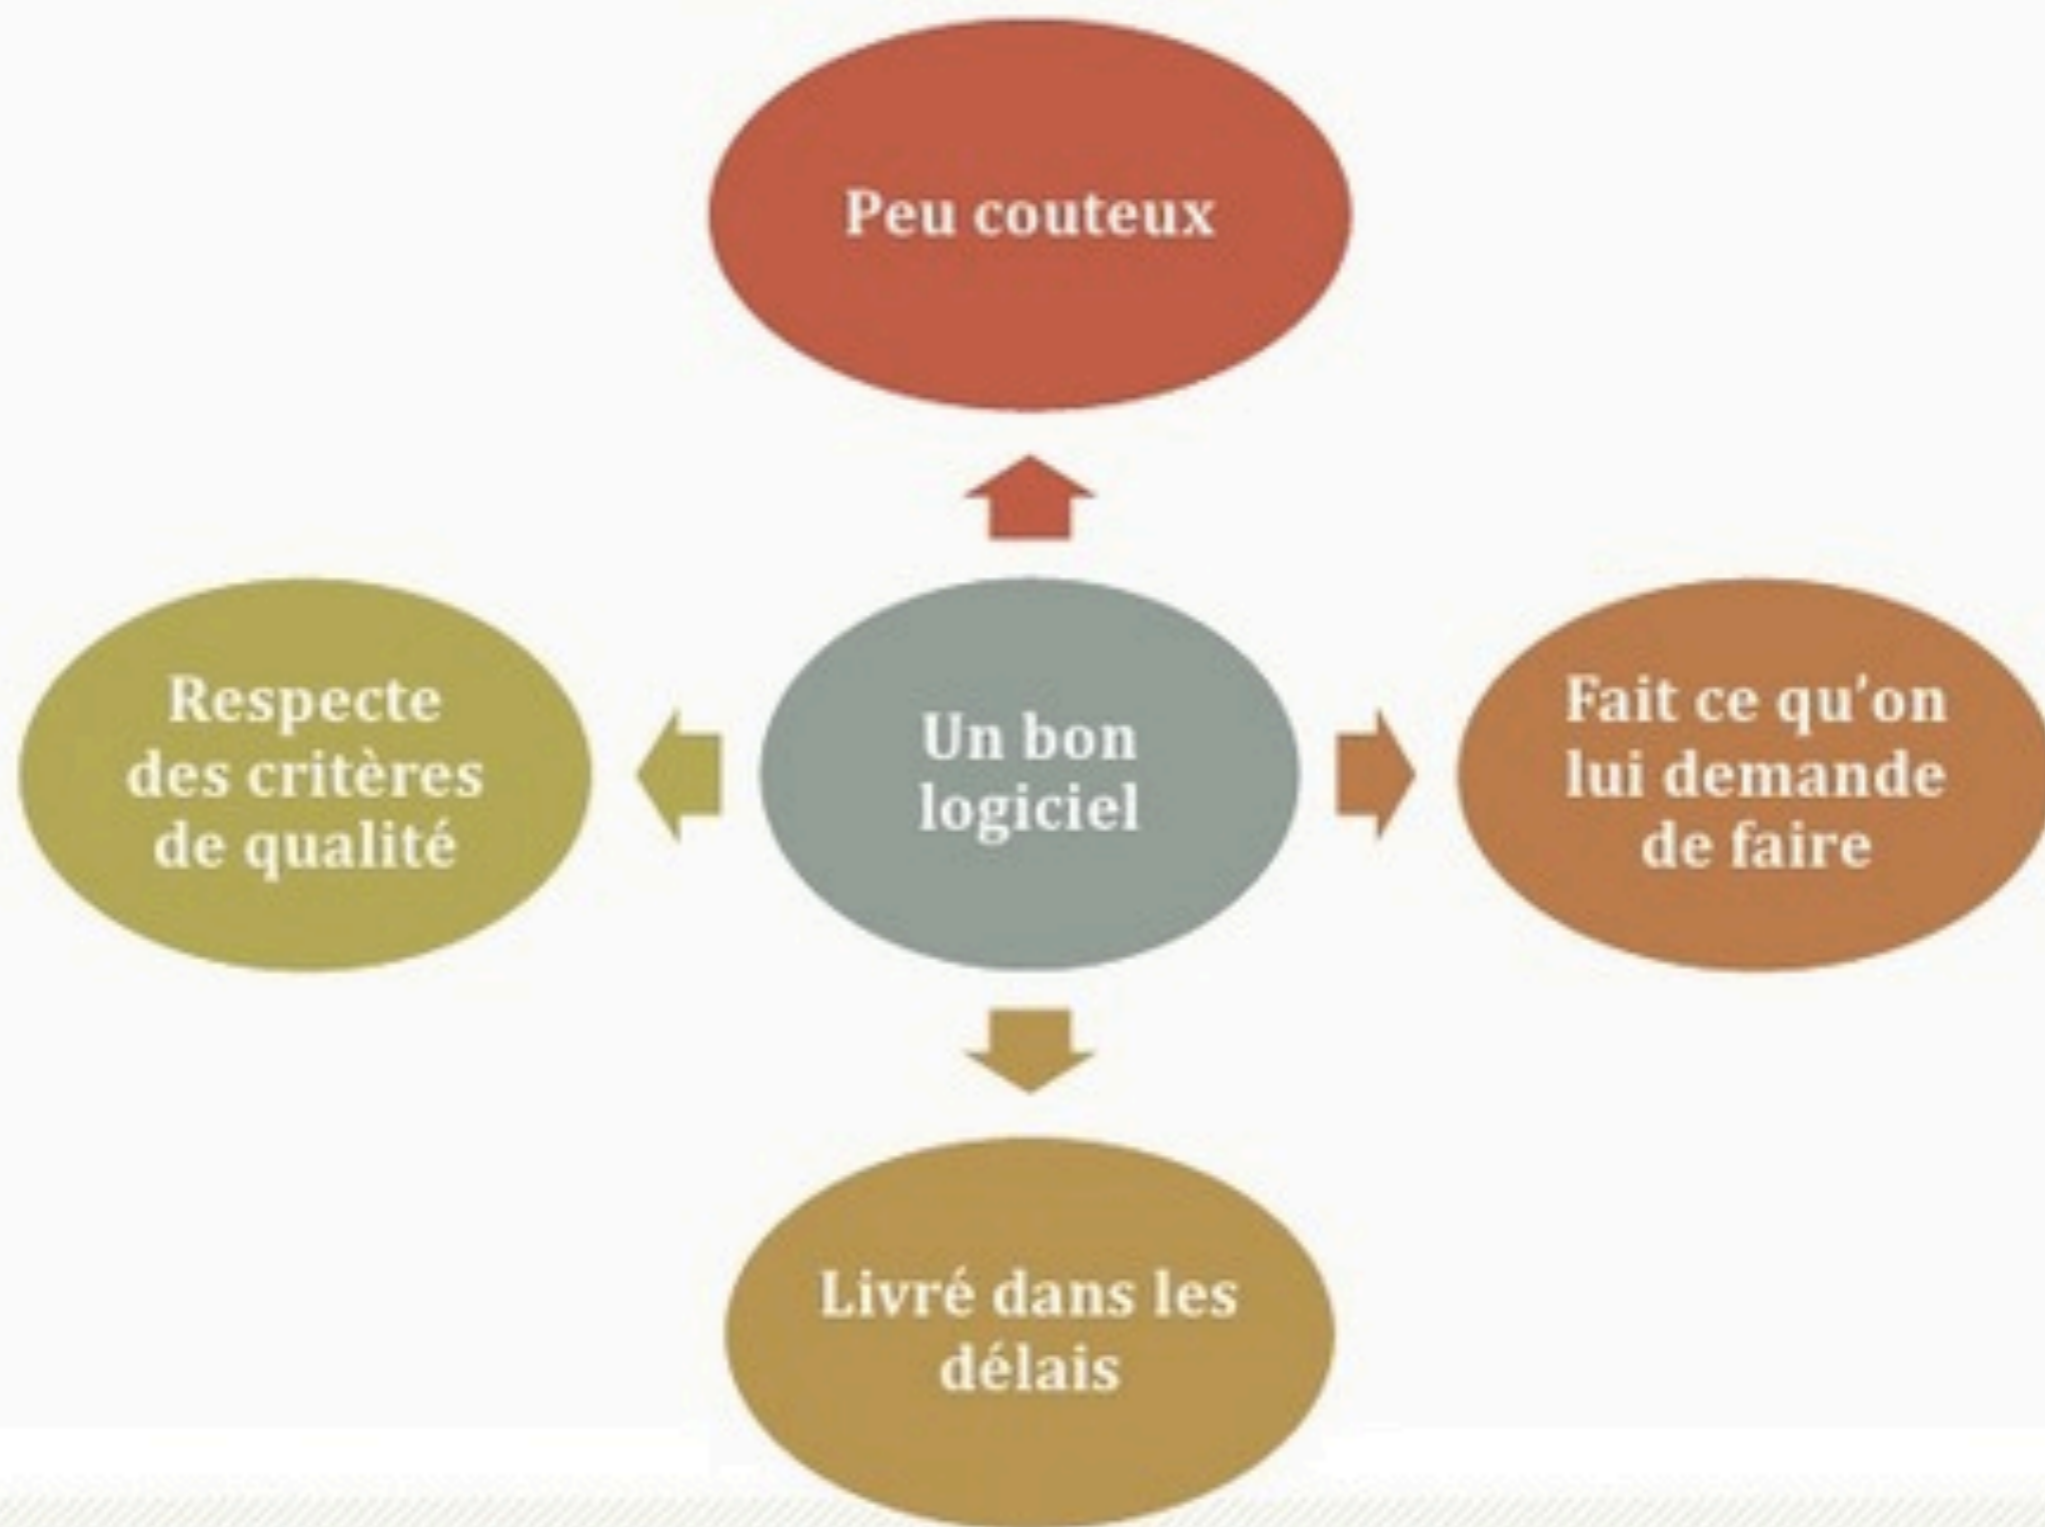 Peu couteux
Respecte
des critères
de qualité
Un bon
logiciel
Fait ce qu'on
lui demande
de faire
Livré dans les
délais